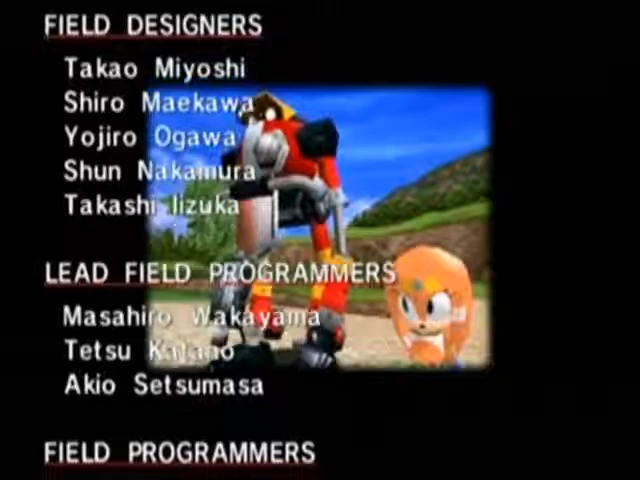 FIELD DESIGNERS
Takao Miyoshi
Shiro Maekawa
Yojiro Ogawa
Shun Nakamura
Takashi Iizuka
LEAD FIELD PROGRAMMERS
Masahiro Wakayama
Tetsu Katano
Akio Setsumasa
FIELD PROGRAMMERS